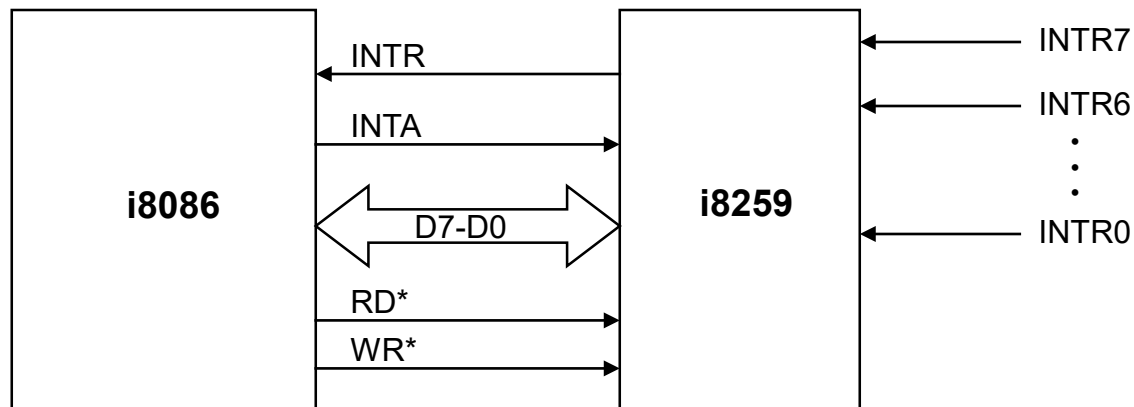 INTR7
INTR
INTR6
INTA
i8086
i8259
D7-D0
INTR0
RD*
WR*